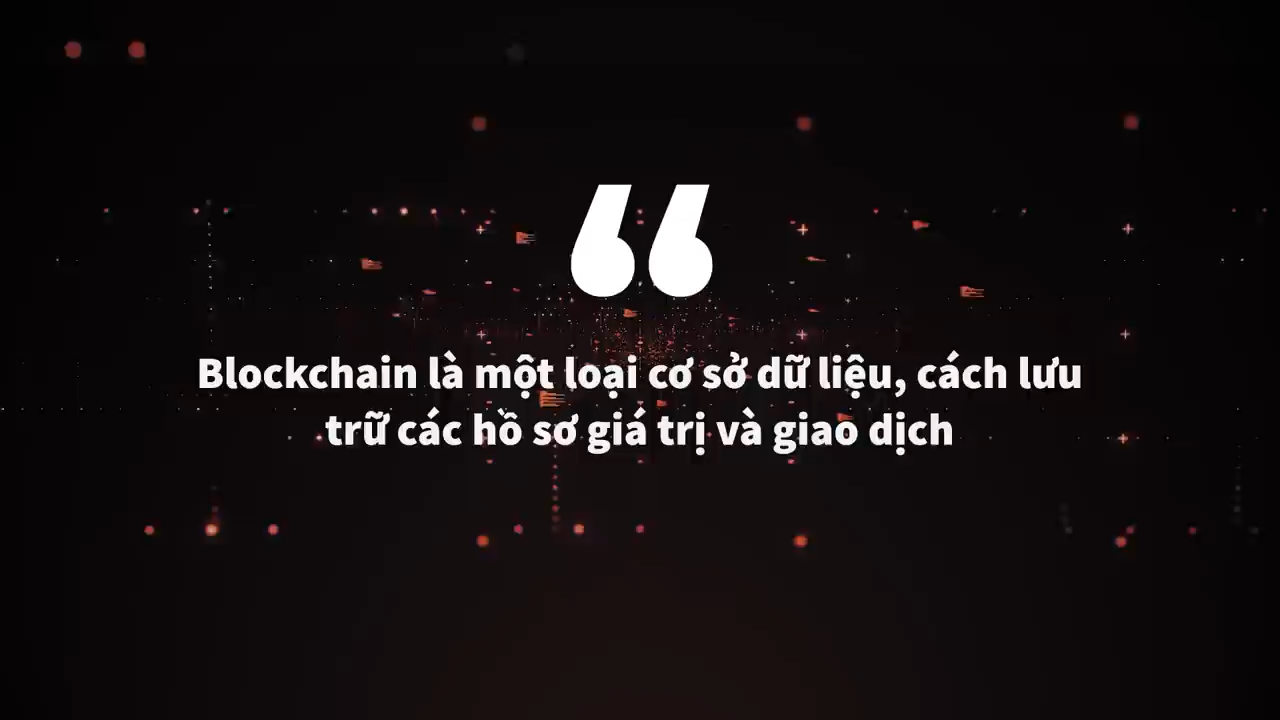 “
Blockchain là một loại cơ sở dữ liệu, cách lưu
trữ các hồ sơ giá trị và giao dịch